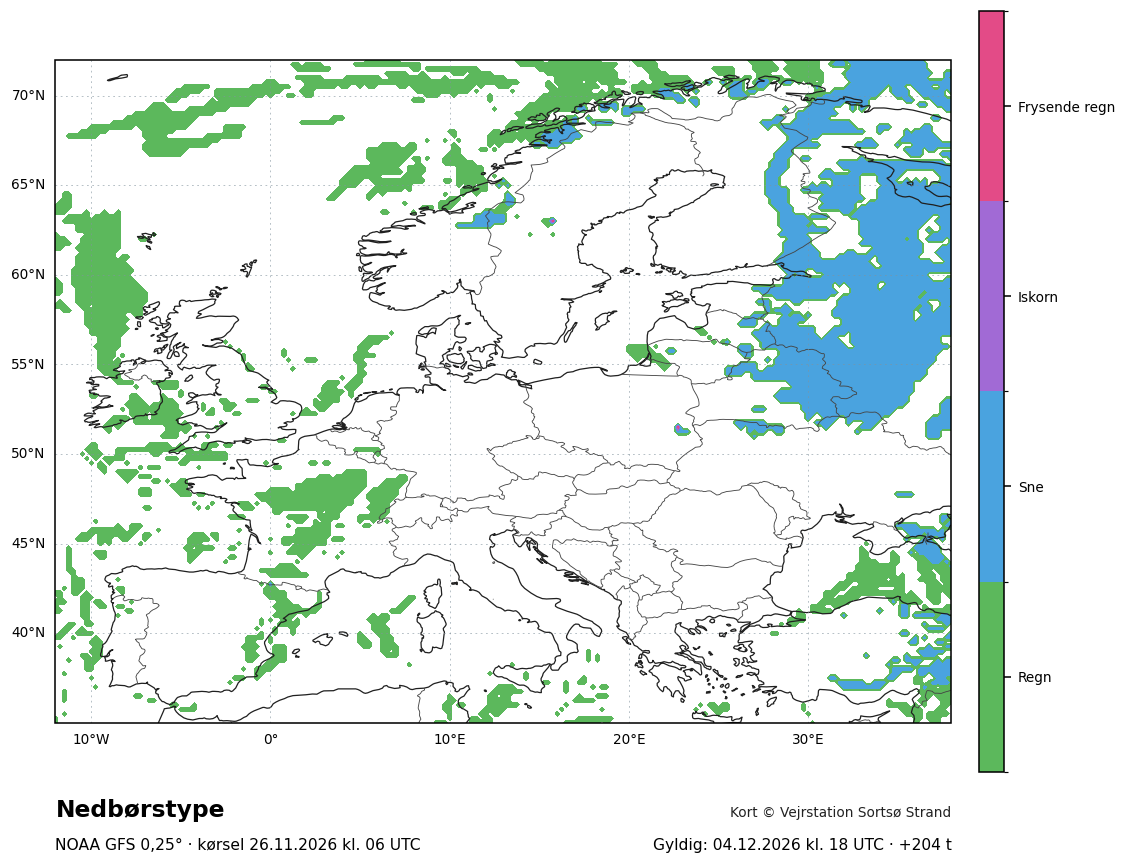 70°N
65°N
60°N
55°N
50°N
45°N
40°N
10°W
0°
10°E
20°E
30°E
Frysende regn
Iskorn
Sne
Regn
Nedbørstype
Kort © Vejrstation Sortsø Strand
NOAA GFS 0,25° · kørsel 26.11.2026 kl. 06 UTC
Gyldig: 04.12.2026 kl. 18 UTC · +204 t